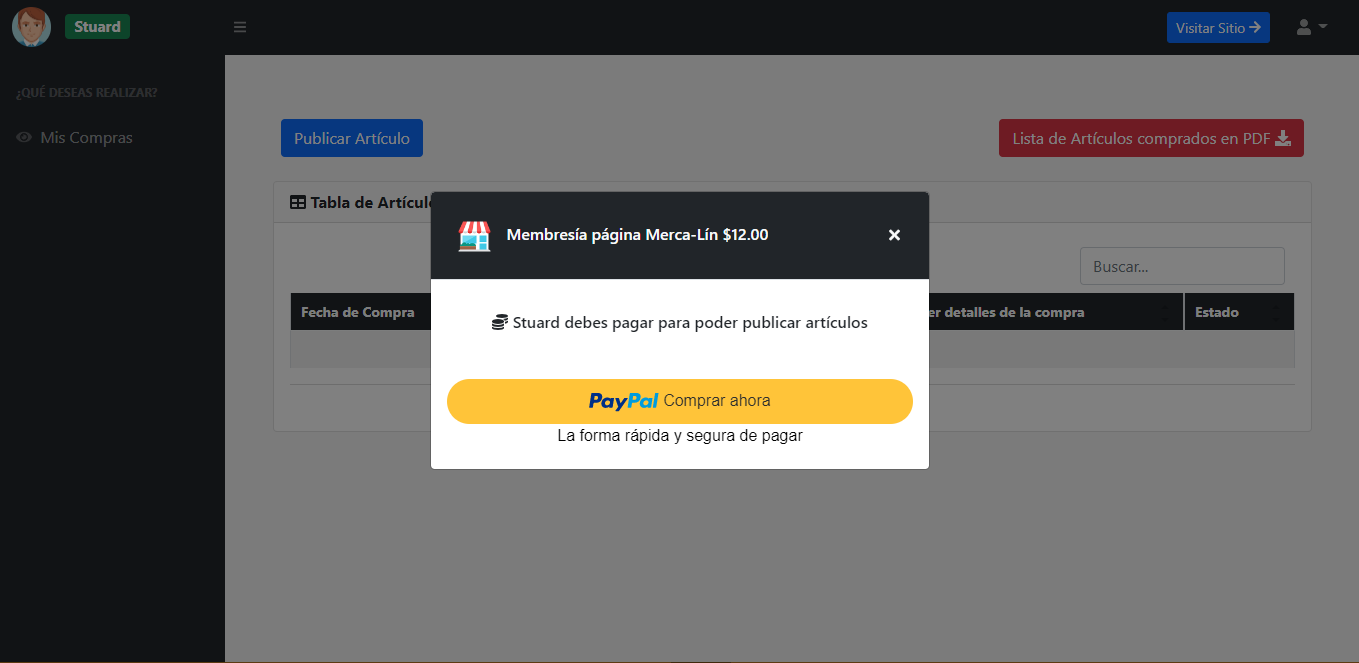 Stuard
Visitar Sitio
¿QUÉ DESEAS REALIZAR?
Mis Compras
Publicar Artículo
Lista de Artículos comprados en PDF
Tabla de Artícul
Membresía página Merca-Lín $12.00
Buscar...
Fecha de Compra
er detalles de la compra
Estado
Stuard debes pagar para poder publicar artículos
PayPal Comprar ahora
La forma rápida y segura de pagar